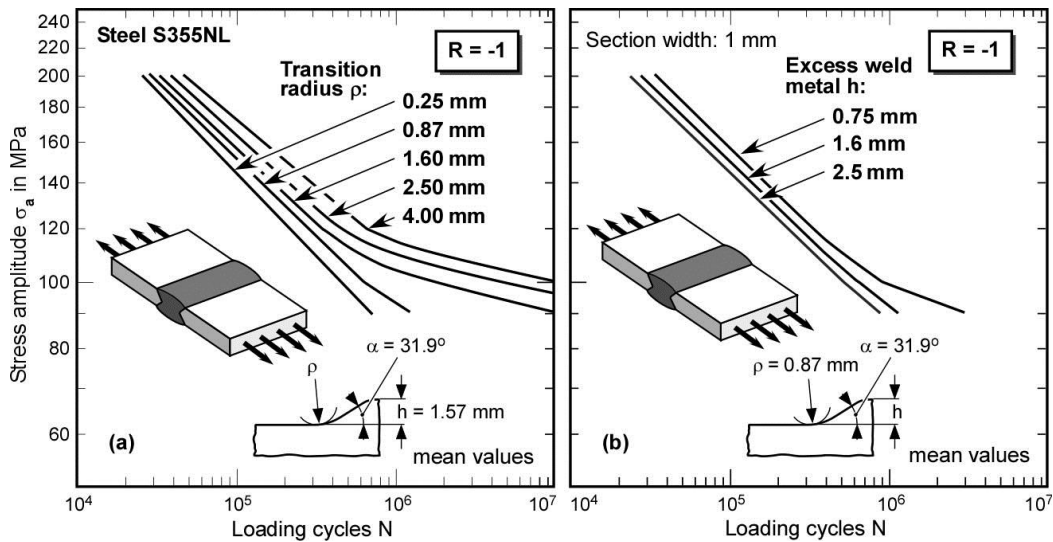 Stress amplitude σa in MPa
240
220
200
180
160
140
120
100
80
60
Steel S355NL
R = -1
Transition
radius ρ:
0.25 mm
0.87 mm
1.60 mm
2.50 mm
4.00 mm
α = 31.9º
ρ
h = 1.57 mm
(a)
mean values
10⁴
10⁵
10⁶
10⁷
Loading cycles N
Section width: 1 mm
R = -1
Excess weld
metal h:
0.75 mm
1.6 mm
2.5 mm
α = 31.9º
ρ = 0.87 mm
h
(b)
mean values
10⁴
10⁵
10⁶
10⁷
Loading cycles N